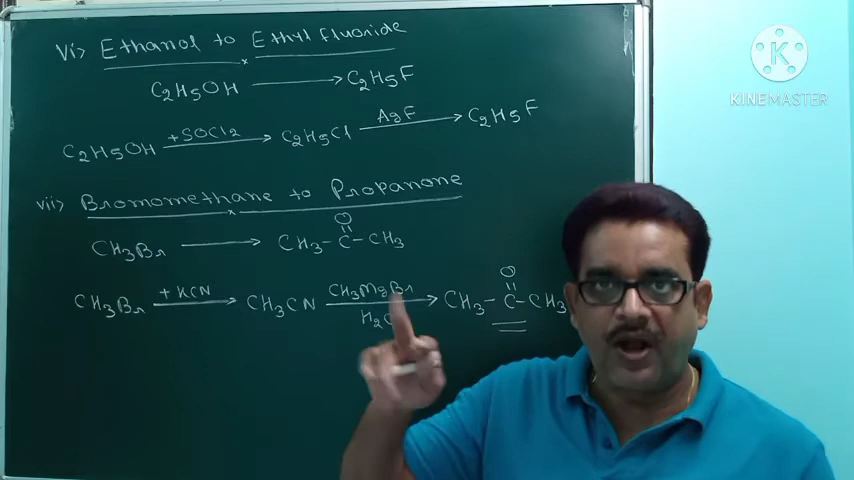 vi> Ethanol to Ethyl fluoride
C2H5OH ⟶ C2H5F
C2H5OH +SOCl2⟶ C2H5Cl AgF⟶ C2H5F
vii> Bromomethane to Propanone
O
CH3Br ⟶ CH3-C-CH3
O
CH3Br +KCN⟶ CH3CN CH3MgBr⟶ CH3-C-CH3
K
KINEMASTER